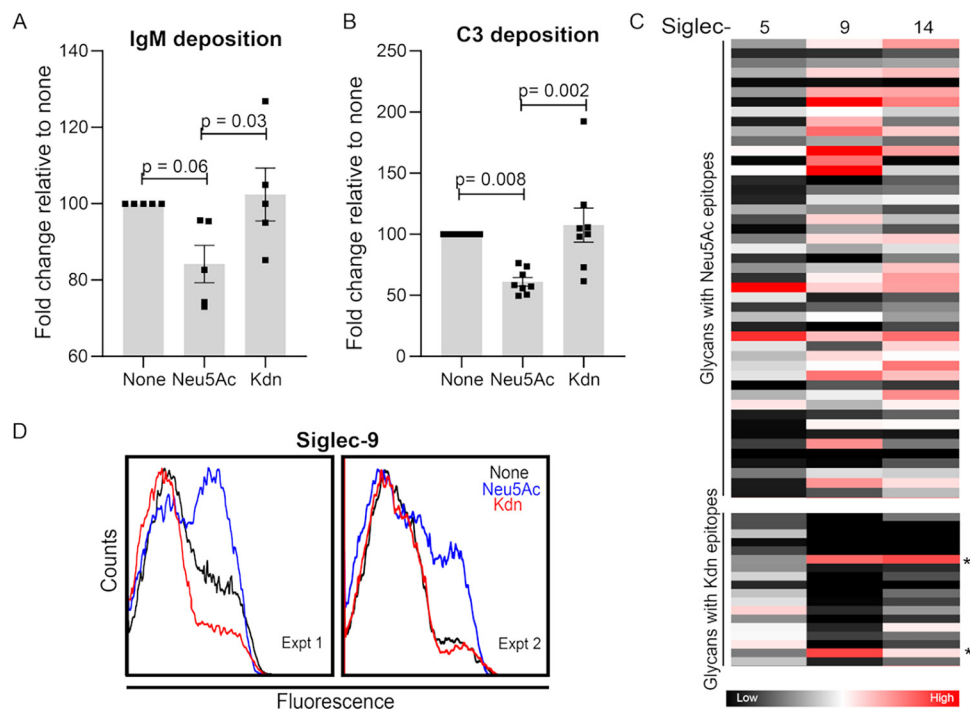 A
IgM deposition
Fold change relative to none
140
120
100
80
60
p = 0.06
p = 0.03
None Neu5Ac Kdn
B
C3 deposition
Fold change relative to none
250
200
150
100
50
0
p= 0.008
p = 0.002
None Neu5Ac Kdn
C
Siglec- 5 9 14
Glycans with Neu5Ac epitopes
Glycans with Kdn epitopes
*
*
Low High
D
Siglec-9
Counts
None
Neu5Ac
Kdn
Expt 1
Expt 2
Fluorescence